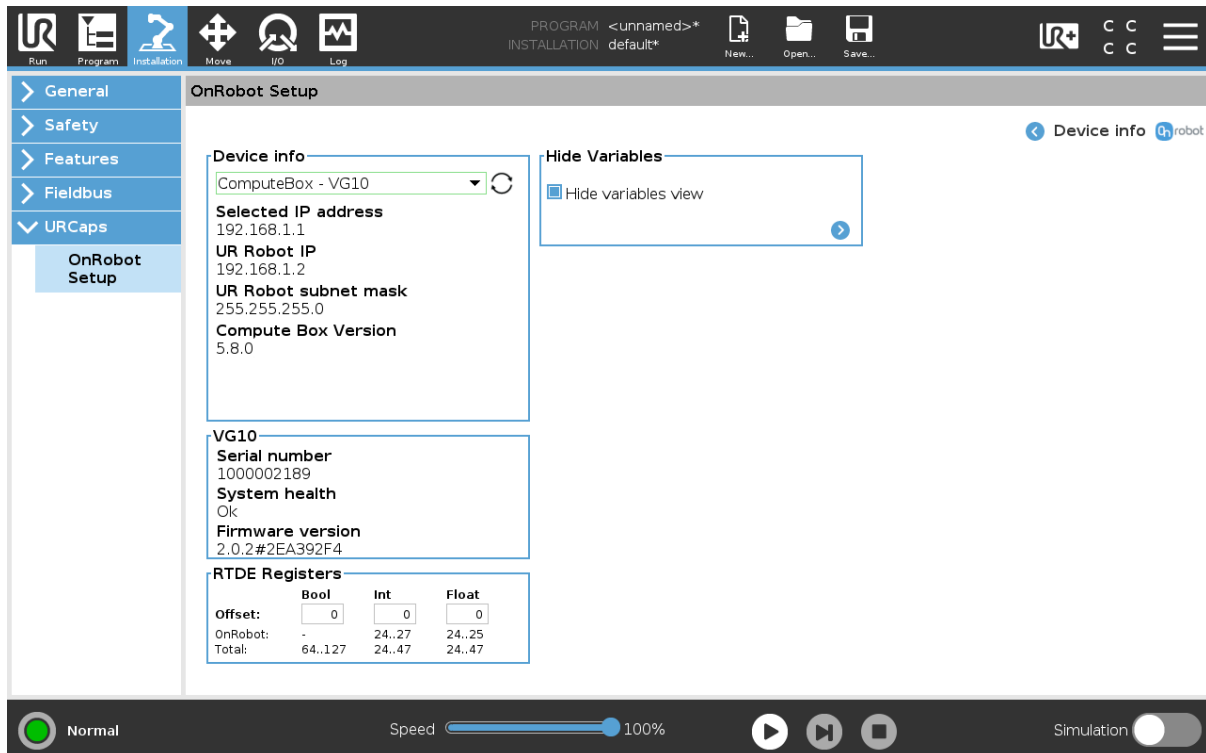 PROGRAM <unnamed>*
INSTALLATION default*
UR
Run
Program
Installation
Move
I/O
Log
New...
Open...
Save...
UR+
C C
C C
General
Safety
Features
Fieldbus
URCaps
OnRobot
Setup
OnRobot Setup
Device info On robot
Device info
ComputeBox - VG10
Selected IP address
192.168.1.1
UR Robot IP
192.168.1.2
UR Robot subnet mask
255.255.255.0
Compute Box Version
5.8.0
Hide Variables
Hide variables view
VG10
Serial number
1000002189
System health
Ok
Firmware version
2.0.2#2EA392F4
RTDE Registers
Bool Int Float
Offset: 0 0 0
OnRobot: - 24..27 24..25
Total: 64..127 24..47 24..47
Normal
Speed 100%
Simulation